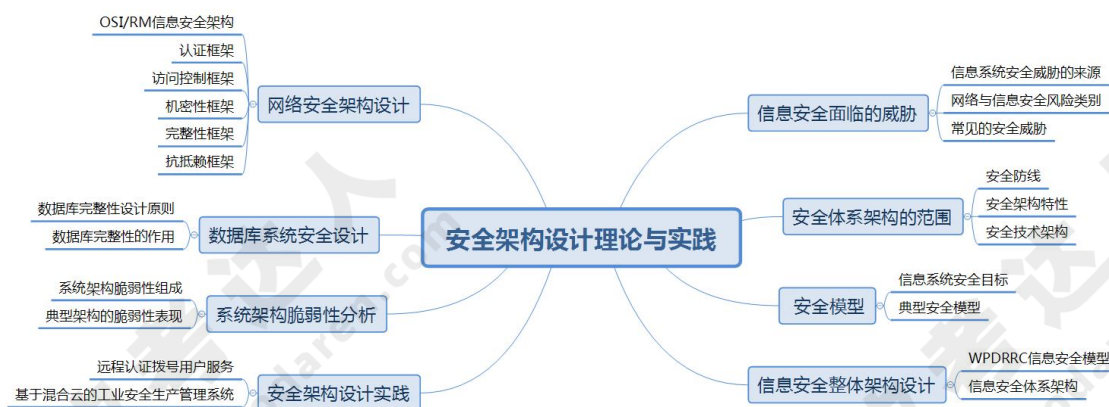 安全架构设计理论与实践
信息安全面临的威胁
信息系统安全威胁的来源
网络与信息安全风险类别
常见的安全威胁
安全体系架构的范围
安全防线
安全架构特性
安全技术架构
安全模型
信息系统安全目标
典型安全模型
信息安全整体架构设计
WPDRRC信息安全模型
信息安全体系架构
网络安全架构设计
OSI/RM信息安全架构
认证框架
访问控制框架
机密性框架
完整性框架
抗抵赖框架
数据库系统安全设计
数据库完整性设计原则
数据库完整性的作用
系统架构脆弱性分析
系统架构脆弱性组成
典型架构的脆弱性表现
安全架构设计实践
远程认证拨号用户服务
基于混合云的工业安全生产管理系统